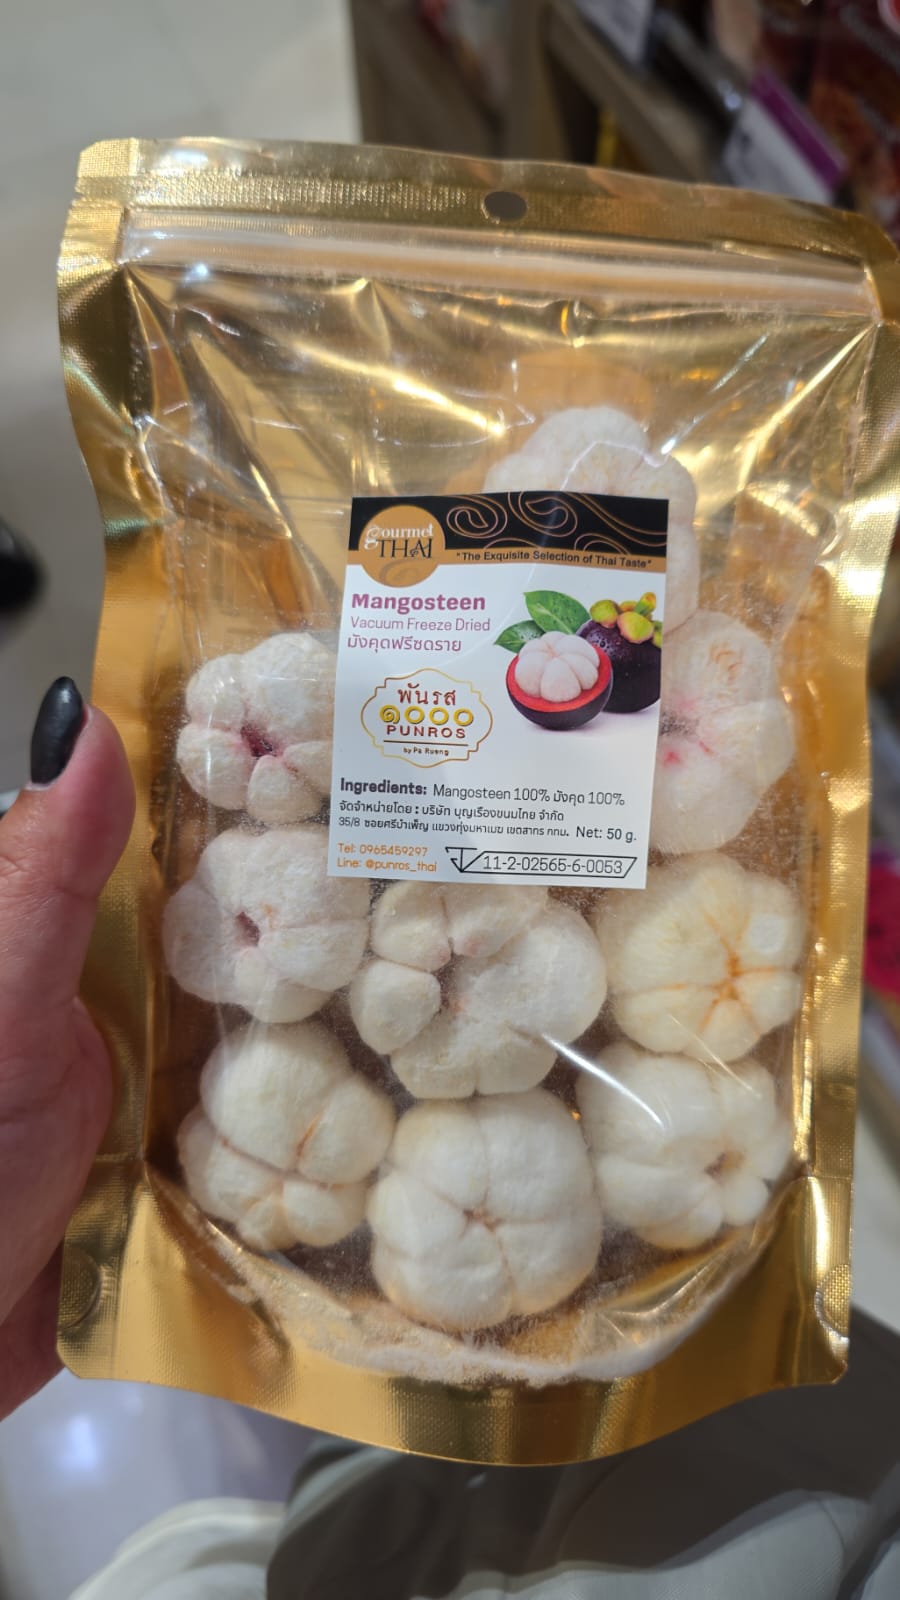 gourmet
THAI
"The Exquisite Selection of Thai Taste"
Mangosteen
Vacuum Freeze Dried
มังคุดฟรีซดราย
พันรส
๑๐๐๐
PUNROS
by Pa Rueng
Ingredients: Mangosteen 100% มังคุด 100%
จัดจำหน่ายโดย : บริษัท บุญเรืองขนมไทย จำกัด
35/8 ซอยศรีบำเพ็ญ แขวงทุ่งมหาเมฆ เขตสาทร กทม. Net: 50 g.
Tel: 0965459297
Line: @punros_thai
11-2-02565-6-0053